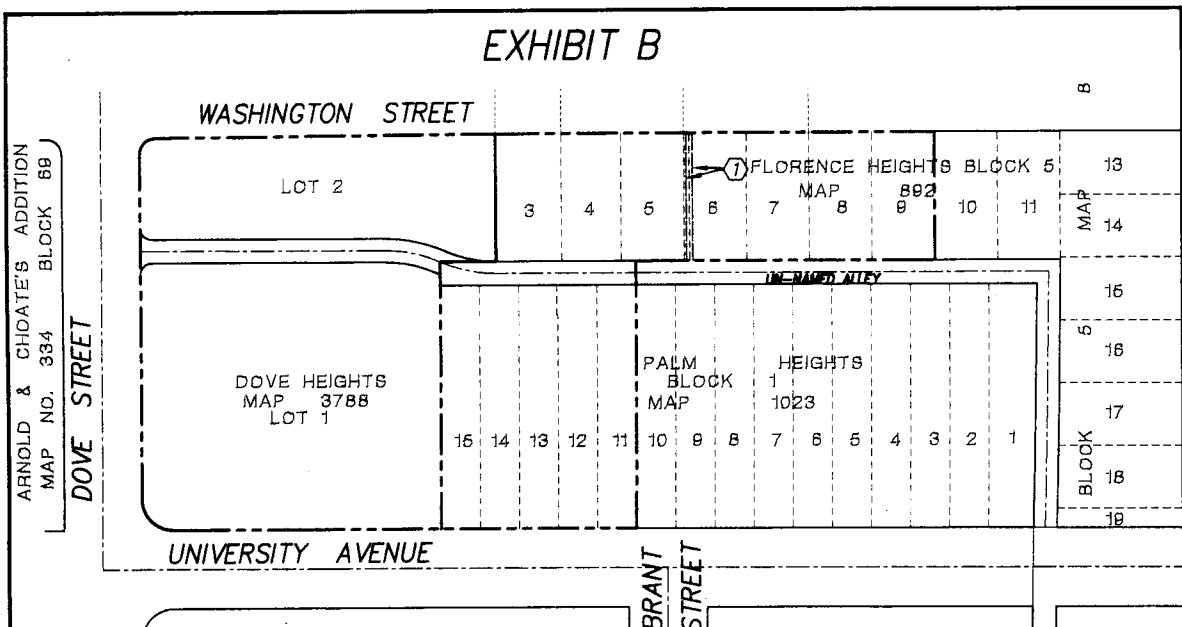 EXHIBIT B
WASHINGTON STREET
B
ARNOLD & CHOATE'S ADDITION
MAP NO. 334 BLOCK 69
DOVE STREET
LOT 2
1
FLORENCE HEIGHTS BLOCK 5
MAP 892
3 4 5 6 7 8 9 10 11
UN-NAMED ALLEY
DOVE HEIGHTS
MAP 3788
LOT 1
PALM HEIGHTS
BLOCK 1
MAP 1023
15 14 13 12 11 10 9 8 7 6 5 4 3 2 1
MAP
BLOCK 5
13
14
15
16
17
18
19
UNIVERSITY AVENUE
BRANT
STREET